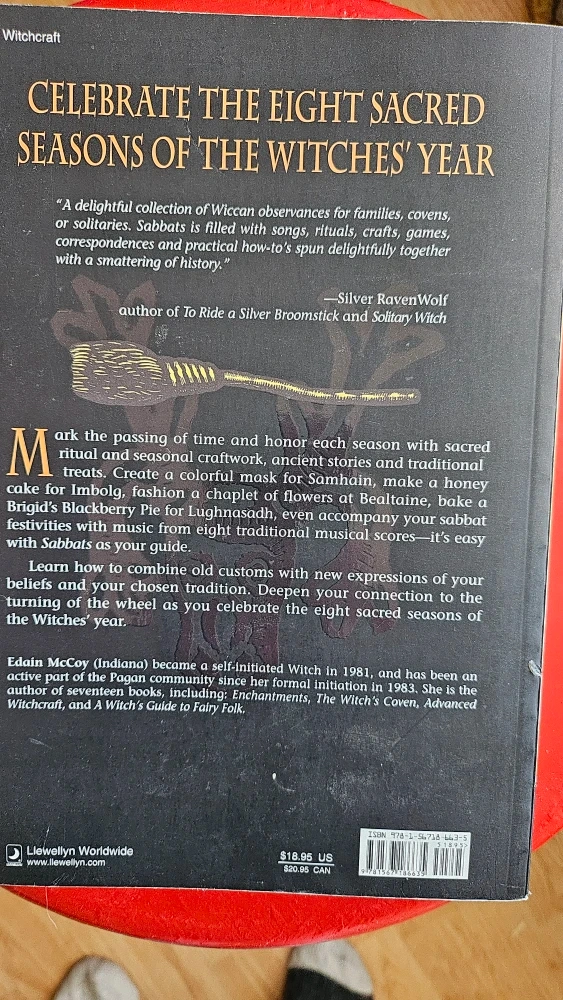 Witchcraft
CELEBRATE THE EIGHT SACRED
SEASONS OF THE WITCHES' YEAR
"A delightful collection of Wiccan observances for families, covens,
or solitaries. Sabbats is filled with songs, rituals, crafts, games,
correspondences and practical how-to's spun delightfully together
with a smattering of history."
—Silver RavenWolf
author of To Ride a Silver Broomstick and Solitary Witch
Mark the passing of time and honor each season with sacred
ritual and seasonal craftwork, ancient stories and traditional
treats. Create a colorful mask for Samhain, make a honey
cake for Imbolg, fashion a chaplet of flowers at Bealtaine, bake a
Brigid's Blackberry Pie for Lughnasadh, even accompany your sabbat
festivities with music from eight traditional musical scores—it's easy
with Sabbats as your guide.
Learn how to combine old customs with new expressions of your
beliefs and your chosen tradition. Deepen your connection to the
turning of the wheel as you celebrate the eight sacred seasons of
the Witches' year.
Edain McCoy (Indiana) became a self-initiated Witch in 1981, and has been an
active part of the Pagan community since her formal initiation in 1983. She is the
author of seventeen books, including: Enchantments, The Witch's Coven, Advanced
Witchcraft, and A Witch's Guide to Fairy Folk.
Llewellyn Worldwide
www.llewellyn.com
$18.95 US
$20.95 CAN
ISBN 978-1-56718-663-5
51895
9781567186635